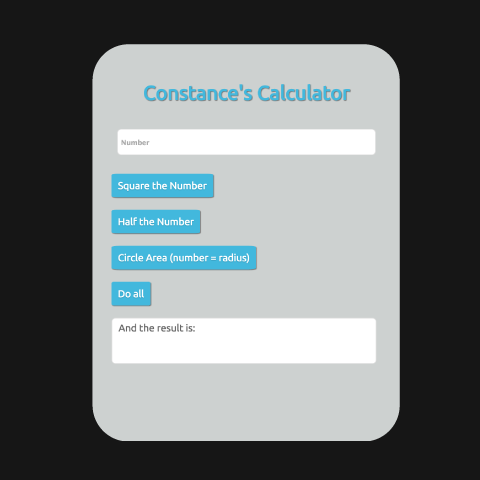 Constance's Calculator
Number
Square the Number
Half the Number
Circle Area (number = radius)
Do all
And the result is: